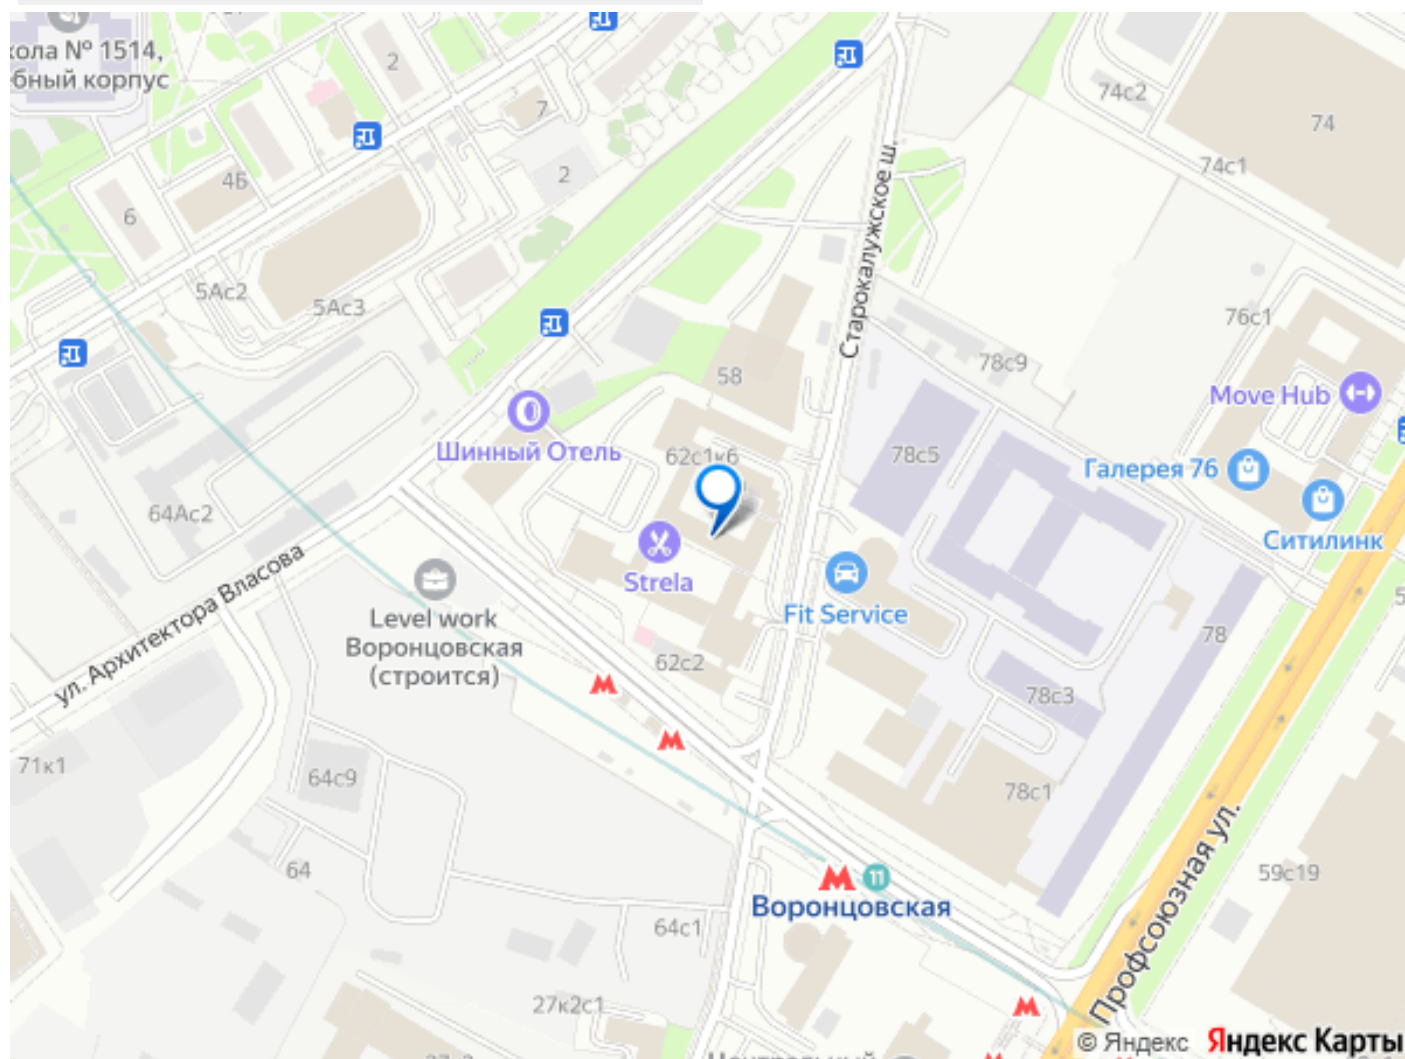 кола № 1514,
бный корпус
2
7
74с2
74
74с1
4Б
2
6
Старокалужское ш.
5Ас2
5Ас3
76с1
58
78с9
Move Hub
Шинный Отель
62с1к6
78с5
Галерея 76
64Ас2
Ситилинк
Strela
ул. Архитектора Власова
Level work
Воронцовская
(строится)
Fit Service
78
62с2
78с3
71к1
64с9
78с1
64
11
Воронцовская
Профсоюзная ул.
59с19
64с1
27к2с1
© Яндекс Яндекс Карты